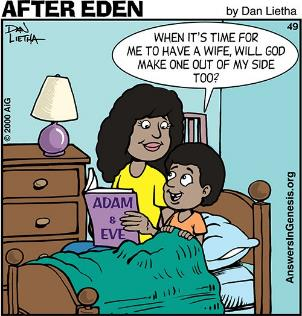 AFTER EDEN
by Dan Lietha
DAN
LIETHA
49
WHEN IT'S TIME FOR
ME TO HAVE A WIFE, WILL GOD
MAKE ONE OUT OF MY SIDE
TOO?
© 2000 AiG
ADAM
&
EVE
AnswersInGenesis.org